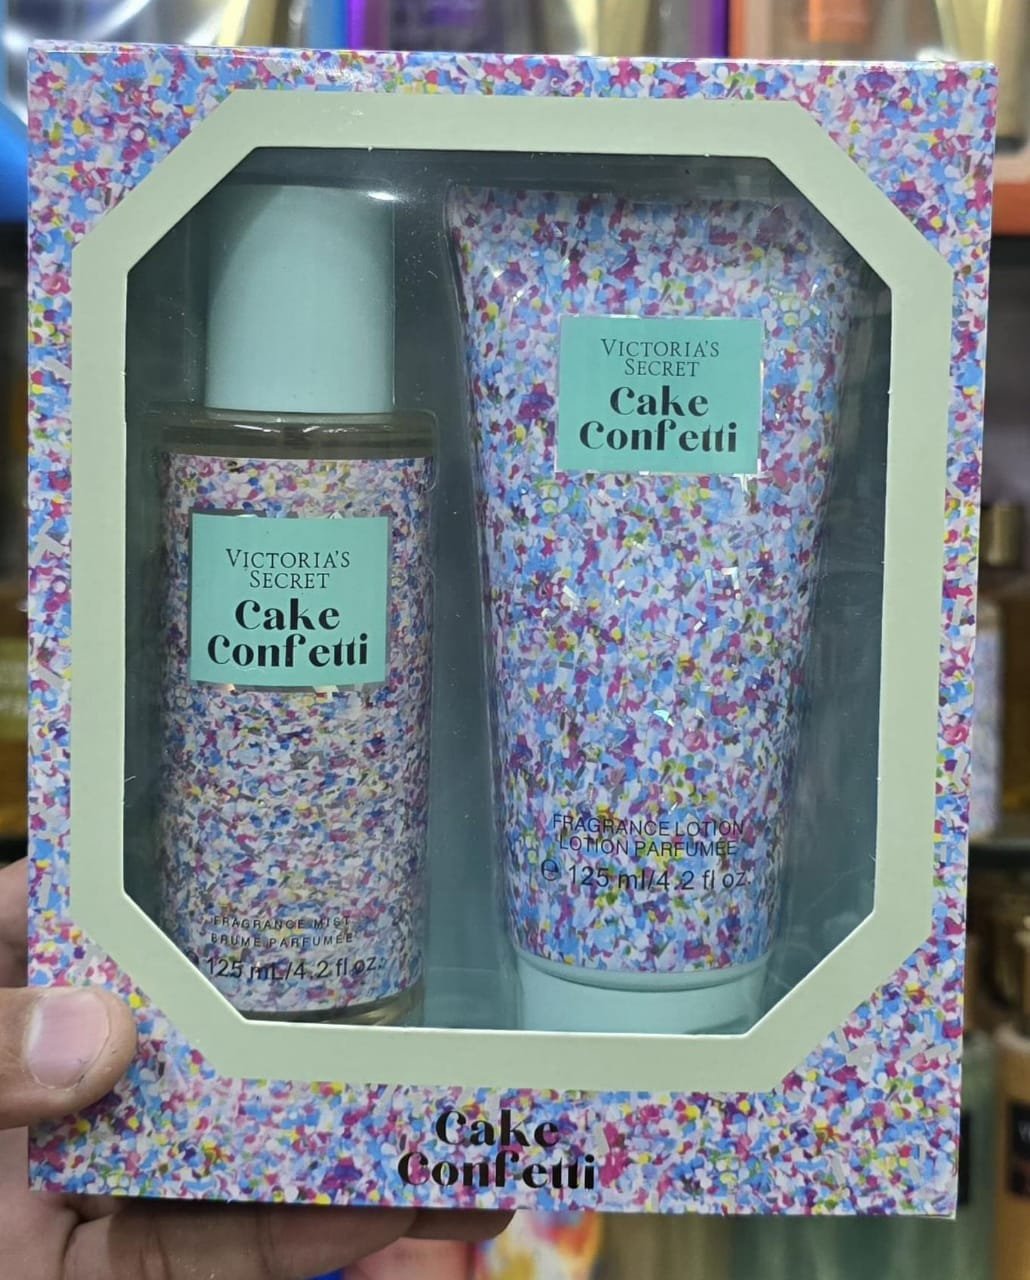 VICTORIA'S
SECRET
Cake
Confetti
FRAGRANCE MIST
BRUME PARFUMÉE
125 mL/4.2 fl oz.
VICTORIA'S
SECRET
Cake
Confetti
FRAGRANCE LOTION
LOTION PARFUMÉE
℮ 125 ml/4.2 fl oz.
Cake
Confetti